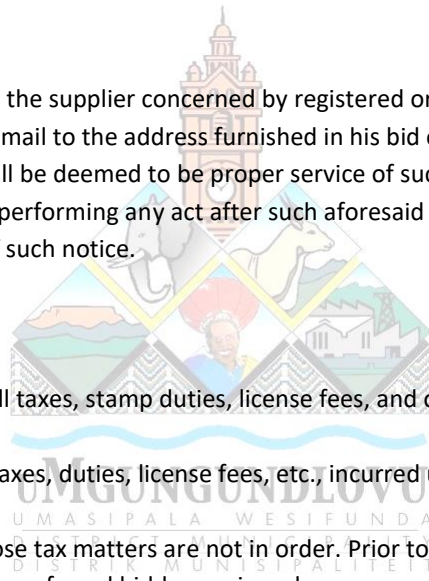 the supplier concerned by registered or
mail to the address furnished in his bid
ll be deemed to be proper service of suc
performing any act after such aforesaid
such notice.
ll taxes, stamp duties, license fees, and
axes, duties, license fees, etc., incurred
UMGUNGUNDLOVU
UMASIPALA WESIFUNDA
ose tax matters are not in order. Prior to
DISTRIK MUNISIPALITEIT